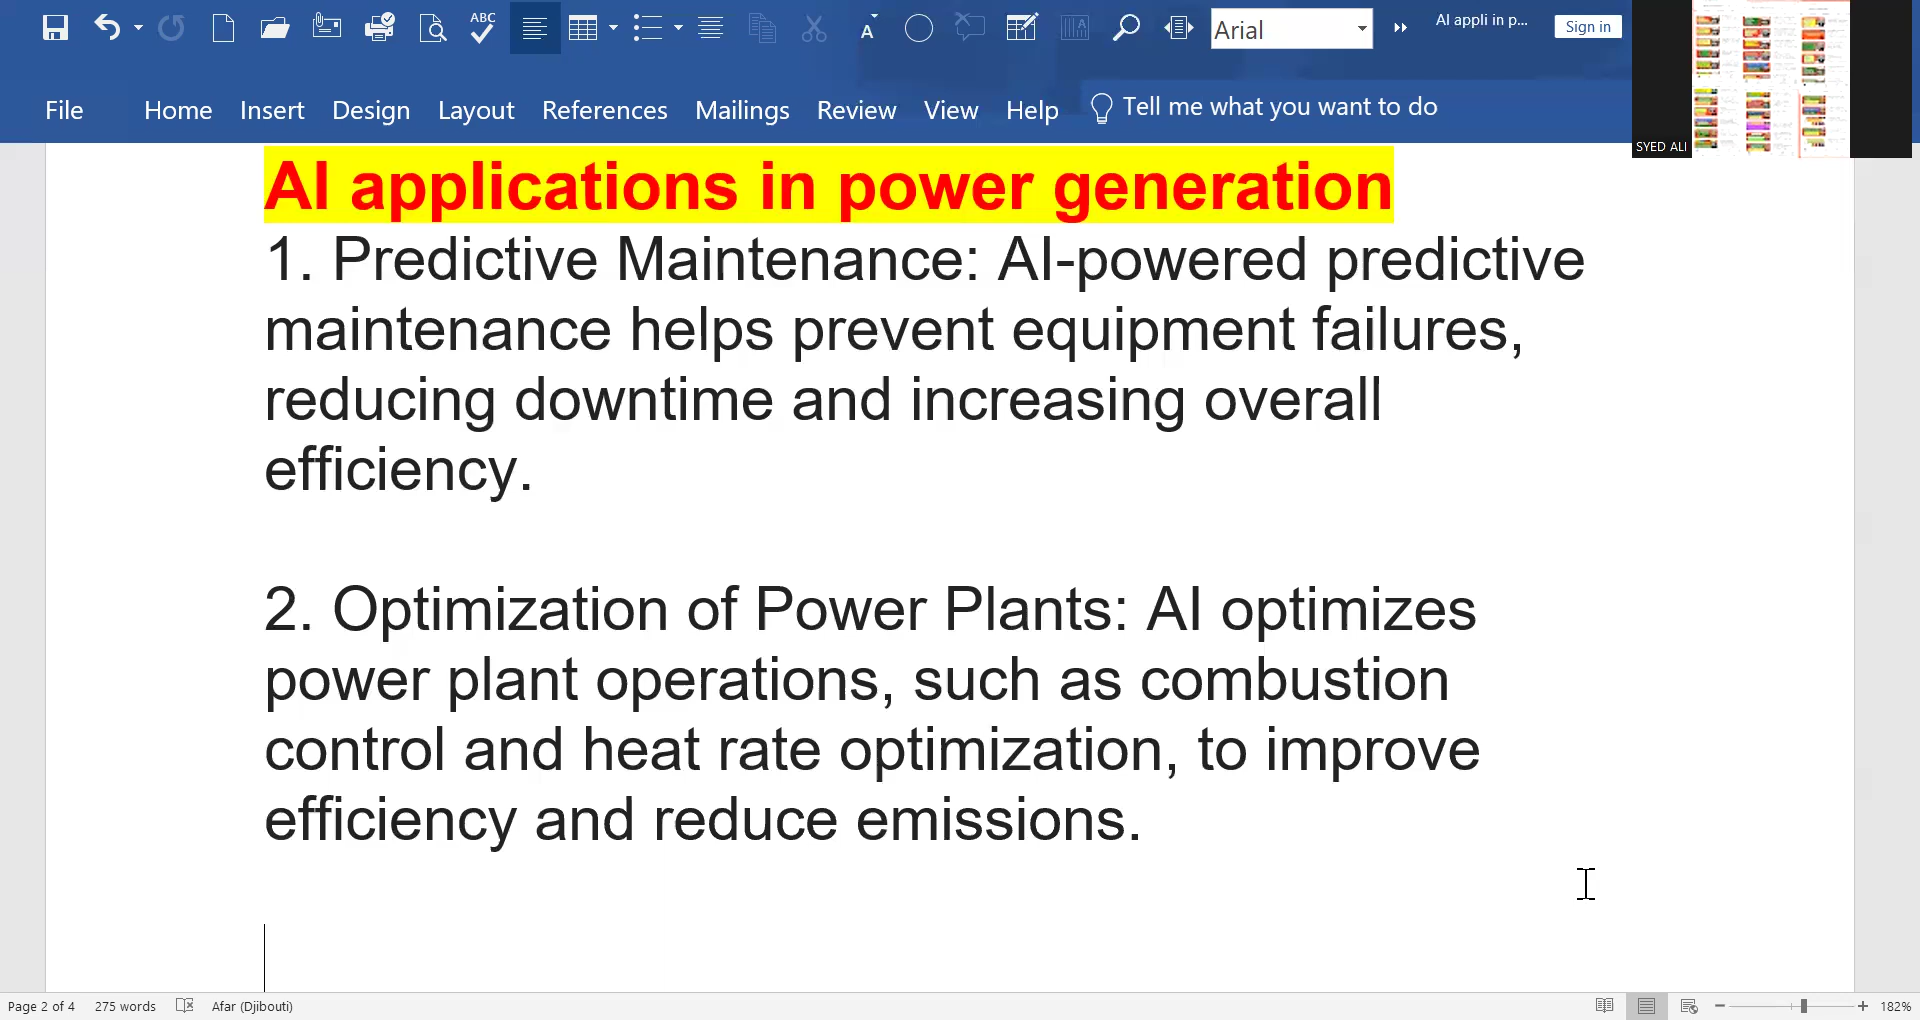 ABC
A
A
Arial
AI appli in p...
Sign in
File
Home
Insert
Design
Layout
References
Mailings
Review
View
Help
Tell me what you want to do
SYED ALI
AI applications in power generation
1. Predictive Maintenance: AI-powered predictive
maintenance helps prevent equipment failures,
reducing downtime and increasing overall
efficiency.
2. Optimization of Power Plants: AI optimizes
power plant operations, such as combustion
control and heat rate optimization, to improve
efficiency and reduce emissions.
Page 2 of 4
275 words
Afar (Djibouti)
182%